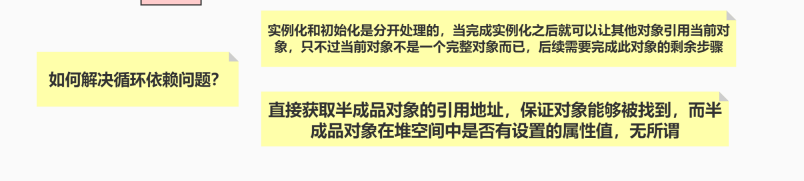 如何解决循环依赖问题？
实例化和初始化是分开处理的，当完成实例化之后就可以让其他对象引用当前对
象，只不过当前对象不是一个完整对象而已，后续需要完成此对象的剩余步骤
直接获取半成品对象的引用地址，保证对象能够被找到，而半
成品对象在堆空间中是否有设置的属性值，无所谓